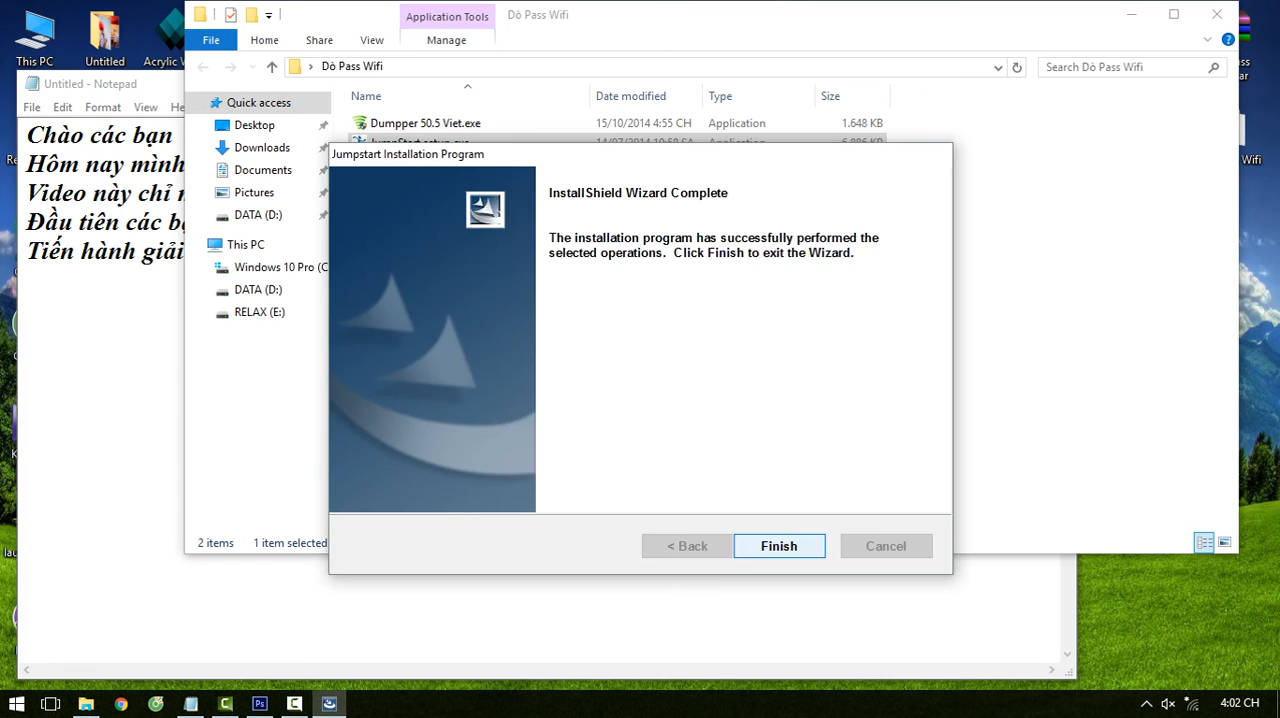 This PC
Untitled
Application Tools
Dò Pass Wifi
File
Home
Share
View
Manage
Dò Pass Wifi
Search Dò Pass Wifi
Untitled - Notepad
File
Edit
Format
View
Chào các bạn
Hôm nay mình
Video này chỉ
Đầu tiên các
Tiến hành giải
Quick access
Desktop
Downloads
Documents
Pictures
DATA (D:)
This PC
Windows 10 Pro (C
DATA (D:)
RELAX (E:)
Name
Date modified
Type
Size
Dumpper 50.5 Viet.exe
15/10/2014 4:55 CH
Application
1.648 KB
Jumpstart Installation Program
InstallShield Wizard Complete
The installation program has successfully performed the
selected operations. Click Finish to exit the Wizard.
< Back
Finish
Cancel
2 items
1 item selected
Wifi
4:02 CH